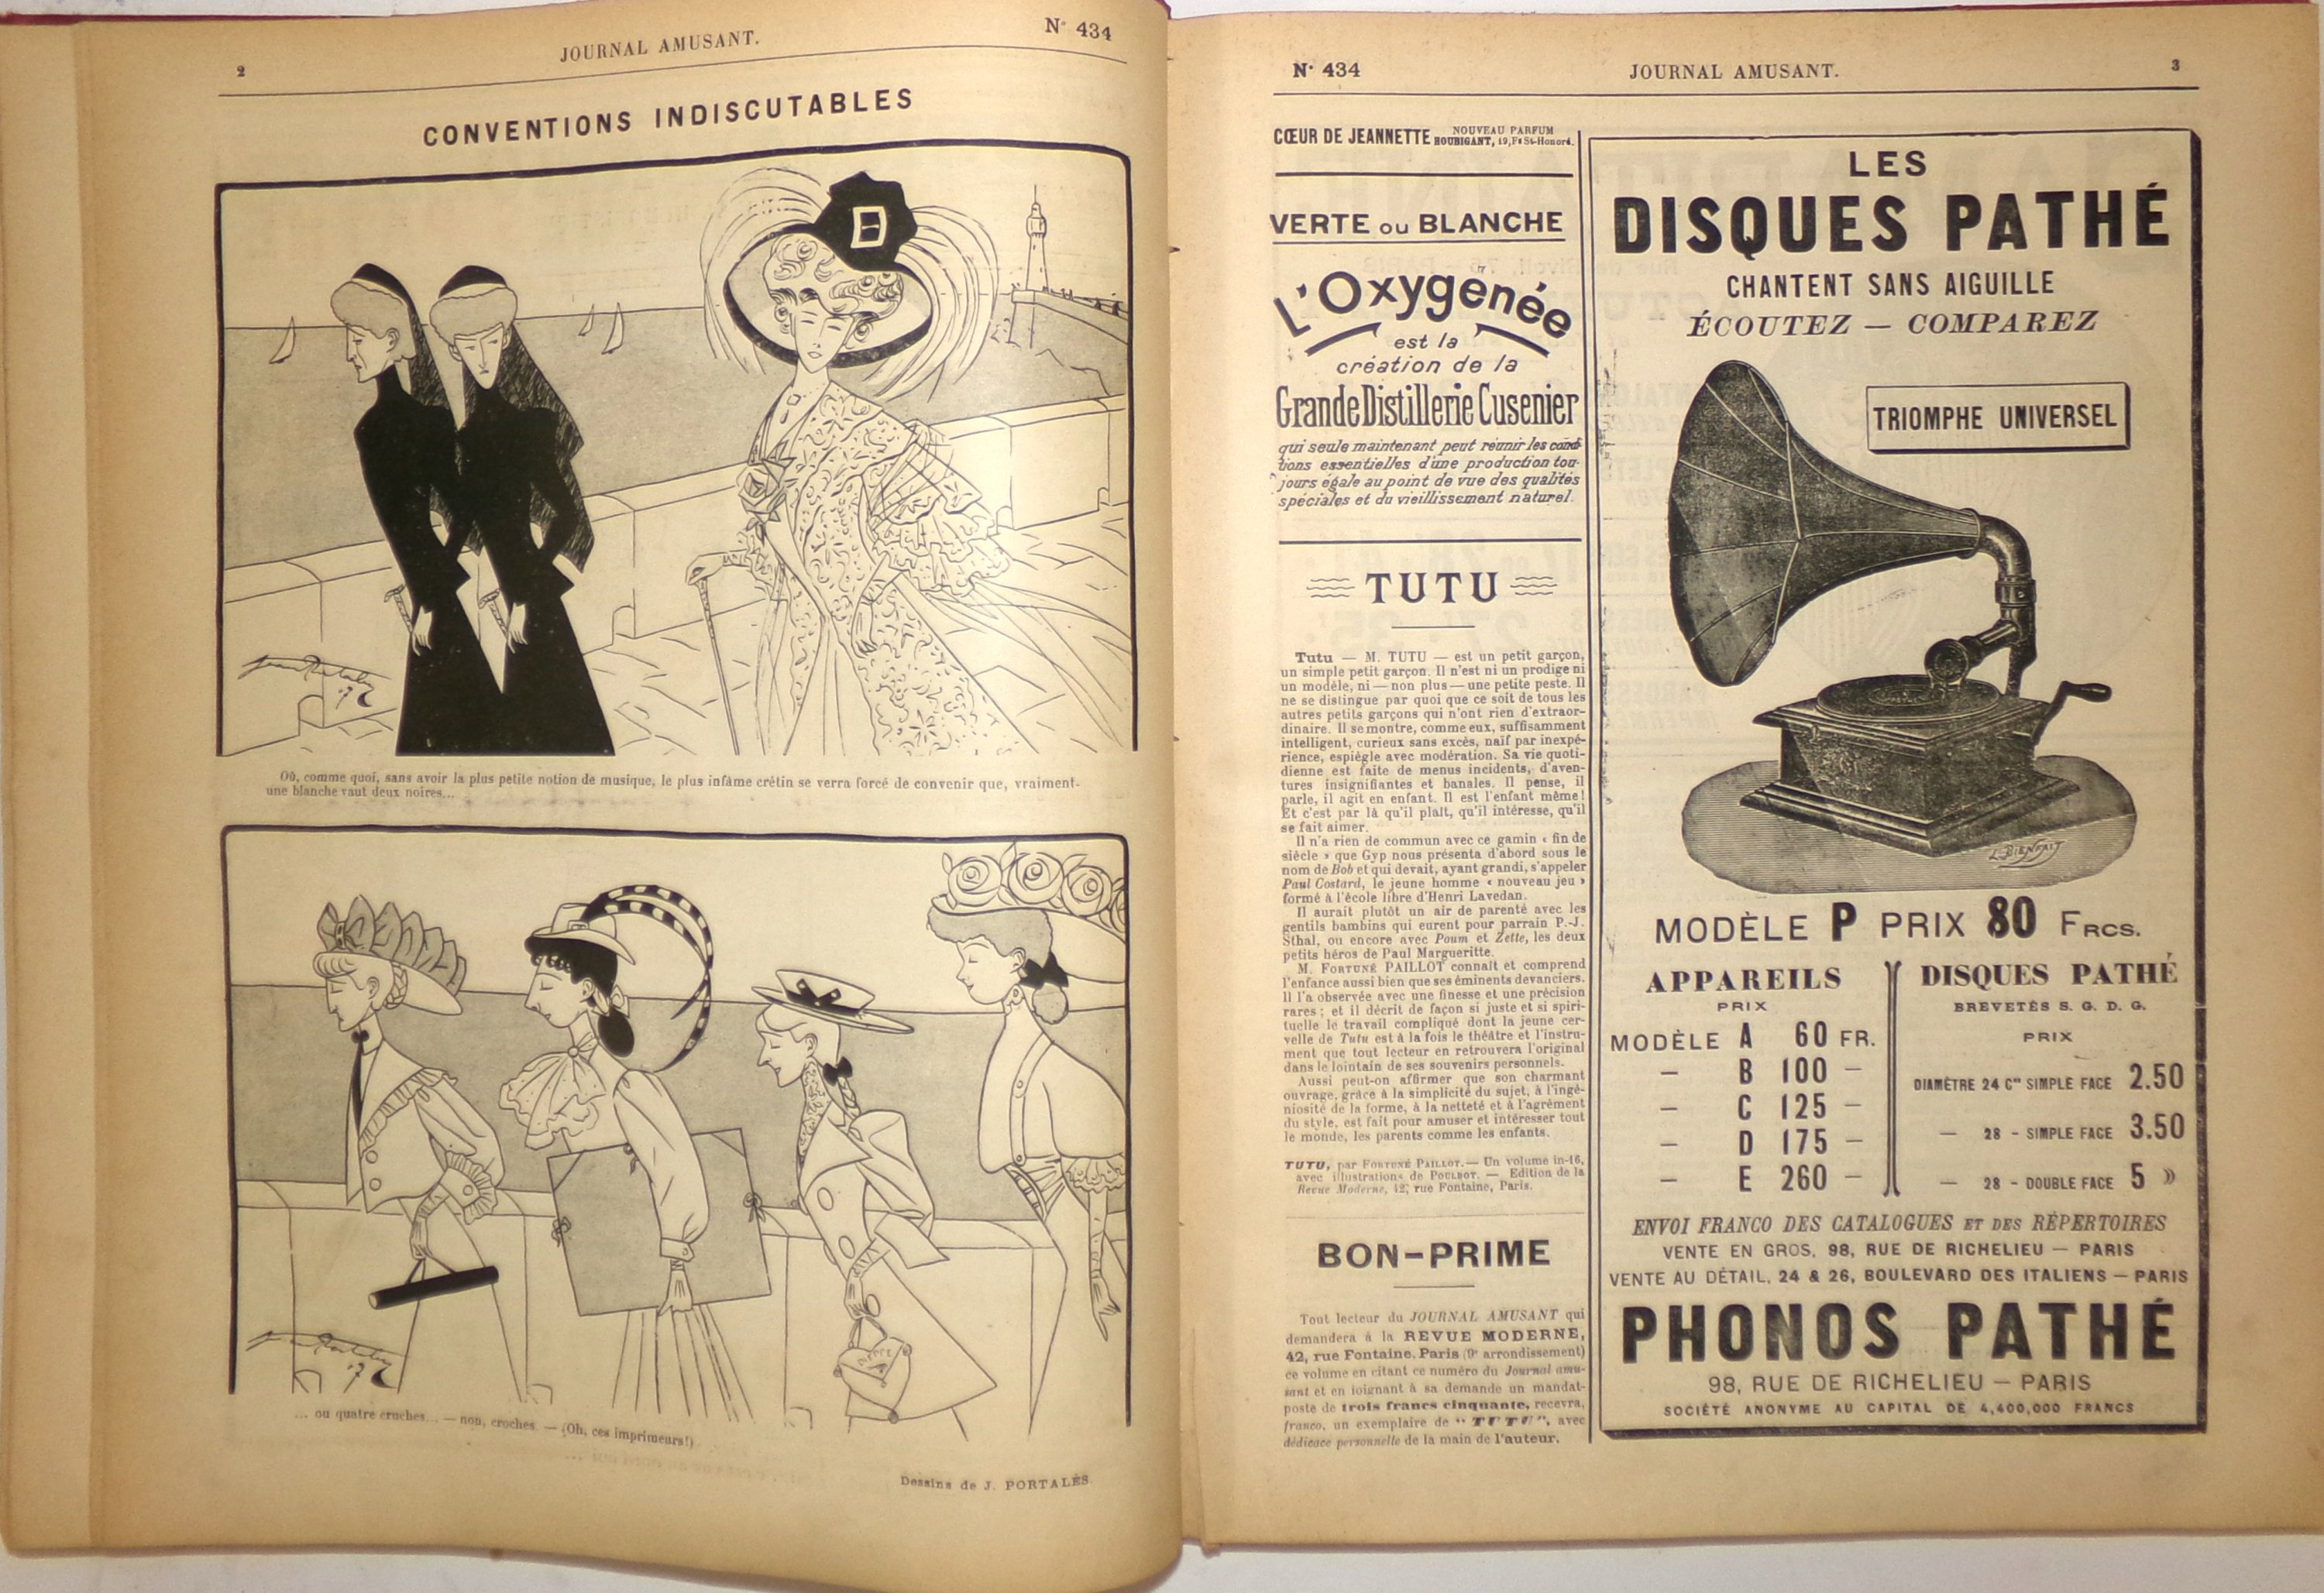 2
JOURNAL AMUSANT.
N° 434
CONVENTIONS INDISCUTABLES
Où, comme quoi, sans avoir la plus petite notion de musique, le plus infâme crétin se verra forcé de convenir que, vraiment-
une blanche vaut deux noires...
... ou quatre cruches... — non, croches. — (Oh, ces imprimeurs!)
Dessins de J. PORTALÈS.
N° 434
JOURNAL AMUSANT.
3
CŒUR DE JEANNETTE NOUVEAU PARFUM
HOUBIGANT, 19, Fg St-Honoré.
VERTE ou BLANCHE
L'Oxygénée
est la
création de la
Grande Distillerie Cusenier
qui seule maintenant peut réunir les condi-
tions essentielles d'une production tou-
jours égale au point de vue des qualités
spéciales et du vieillissement naturel.
TUTU
Tutu — M. TUTU — est un petit garçon,
un simple petit garçon. Il n'est ni un prodige ni
un modèle, ni — non plus — une petite peste. Il
ne se distingue par quoi que ce soit de tous les
autres petits garçons qui n'ont rien d'extraor-
dinaire. Il se montre, comme eux, suffisamment
intelligent, curieux sans excès, naïf par inexpé-
rience, espiègle avec modération. Sa vie quoti-
dienne est faite de menus incidents, d'aven-
tures insignifiantes et banales. Il pense, il
parle, il agit en enfant. Il est l'enfant même!
Et c'est par là qu'il plaît, qu'il intéresse, qu'il
se fait aimer.
Il n'a rien de commun avec ce gamin « fin de
siècle » que Gyp nous présenta d'abord sous le
nom de Bob et qui devait, ayant grandi, s'appeler
Paul Costard, le jeune homme « nouveau jeu »
formé à l'école libre d'Henri Lavedan.
Il aurait plutôt un air de parenté avec les
gentils bambins qui eurent pour parrain P.-J.
Sthal, ou encore avec Poum et Zette, les deux
petits héros de Paul Margueritte.
M. FORTUNÉ PAILLOT connaît et comprend
l'enfance aussi bien que ses éminents devanciers.
Il l'a observée avec une finesse et une précision
rares ; et il décrit de façon si juste et si spiri-
tuelle le travail compliqué dont la jeune cer-
velle de Tutu est à la fois le théâtre et l'instru-
ment que tout lecteur en retrouvera l'original
dans le lointain de ses souvenirs personnels.
Aussi peut-on affirmer que son charmant
ouvrage, grâce à la simplicité du sujet, à l'ingé-
niosité de la forme, à la netteté et à l'agrément
du style, est fait pour amuser et intéresser tout
le monde, les parents comme les enfants.
TUTU, par FORTUNÉ PAILLOT. — Un volume in-16,
avec illustrations de POULBOT. — Edition de la
Revue Moderne, 42, rue Fontaine, Paris.
BON-PRIME
Tout lecteur du JOURNAL AMUSANT qui
demandera à la REVUE MODERNE,
42, rue Fontaine, Paris (9e arrondissement)
ce volume en citant ce numéro du Journal amu-
sant et en joignant à sa demande un mandat-
poste de trois francs cinquante, recevra,
franco, un exemplaire de "TUTU", avec
dédicace personnelle de la main de l'auteur.
LES
DISQUES PATHÉ
CHANTENT SANS AIGUILLE
ÉCOUTEZ — COMPAREZ
TRIOMPHE UNIVERSEL
L. BIENFAIT
MODÈLE P PRIX 80 FRCS.
APPAREILS
PRIX
MODÈLE A 60 FR.
— B 100 —
— C 125 —
— D 175 —
— E 260 —
DISQUES PATHÉ
BREVETÉS S. G. D. G.
PRIX
DIAMÈTRE 24 Cm SIMPLE FACE 2.50
— 28 - SIMPLE FACE 3.50
— 28 - DOUBLE FACE 5 »
ENVOI FRANCO DES CATALOGUES ET DES RÉPERTOIRES
VENTE EN GROS, 98, RUE DE RICHELIEU — PARIS
VENTE AU DÉTAIL, 24 & 26, BOULEVARD DES ITALIENS — PARIS
PHONOS PATHÉ
98, RUE DE RICHELIEU — PARIS
SOCIÉTÉ ANONYME AU CAPITAL DE 4,400,000 FRANCS